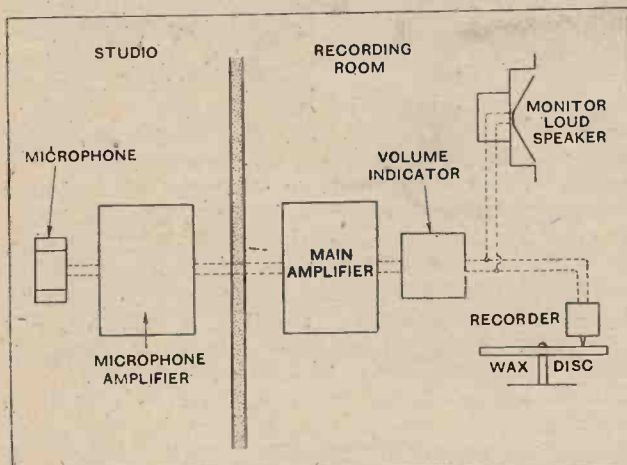 STUDIO
RECORDING
ROOM
MONITOR
LOUD
SPEAKER
MICROPHONE
VOLUME
INDICATOR
MAIN
AMPLIFIER
RECORDER
MICROPHONE
AMPLIFIER
WAX DISC